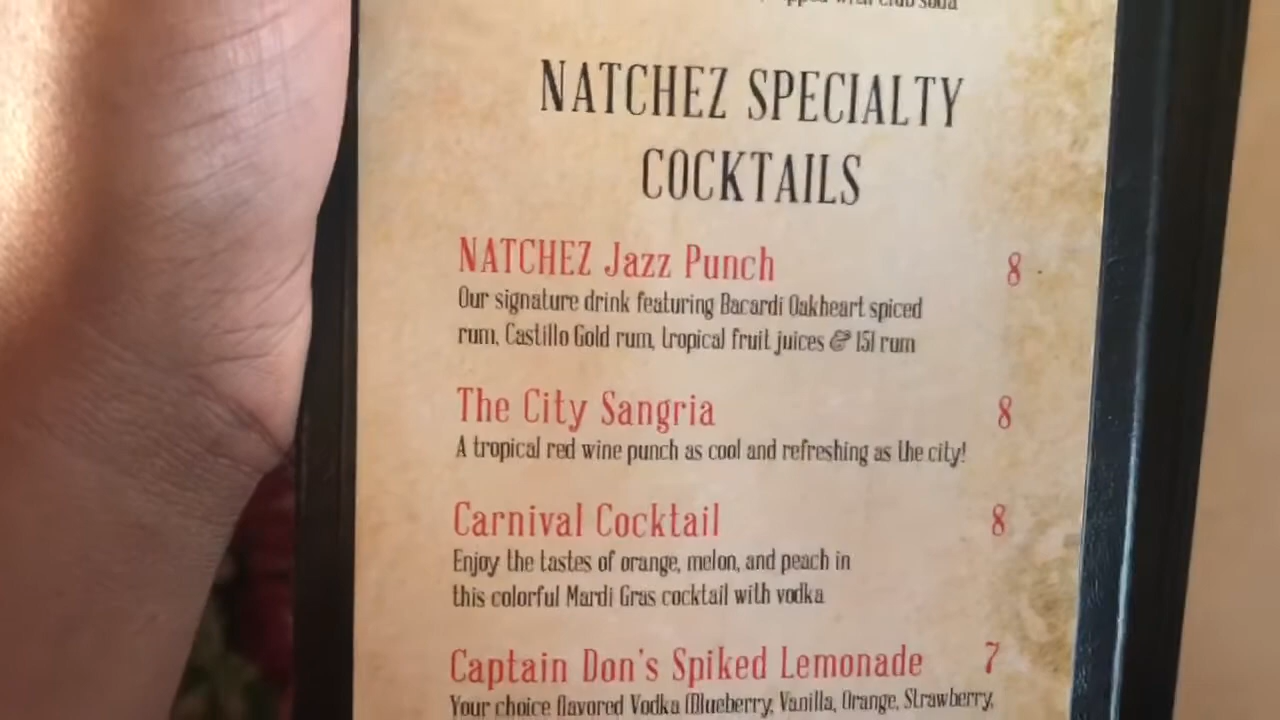 with club soda
NATCHEZ SPECIALTY
COCKTAILS
NATCHEZ Jazz Punch 8
Our signature drink featuring Bacardi Oakheart spiced
rum, Castillo Gold rum, tropical fruit juices & 151 rum
The City Sangria 8
A tropical red wine punch as cool and refreshing as the city!
Carnival Cocktail 8
Enjoy the tastes of orange, melon, and peach in
this colorful Mardi Gras cocktail with vodka
Captain Don's Spiked Lemonade 7
Your choice flavored Vodka (Blueberry, Vanilla, Orange, Strawberry,